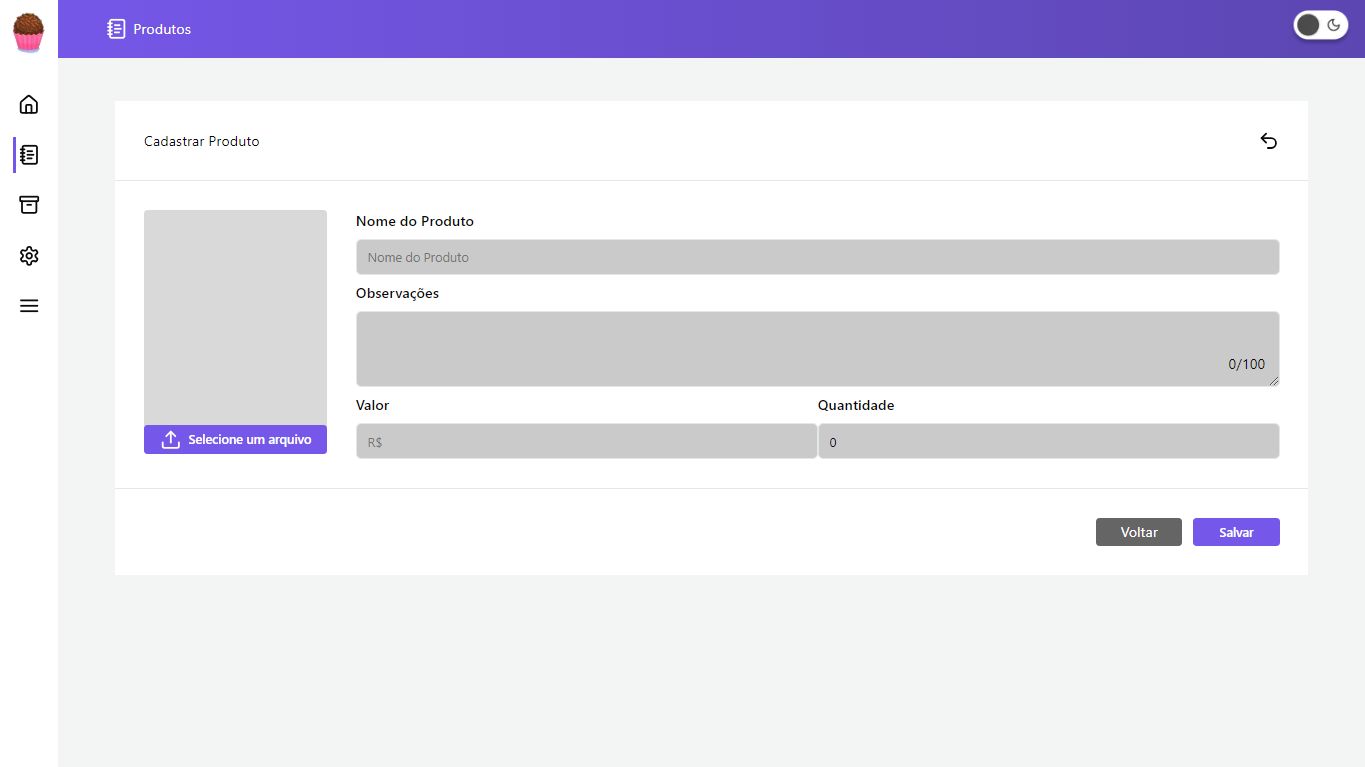 Produtos
Cadastrar Produto
Nome do Produto
Nome do Produto
Observações
0/100
Valor
Quantidade
R$
0
Selecione um arquivo
Voltar
Salvar